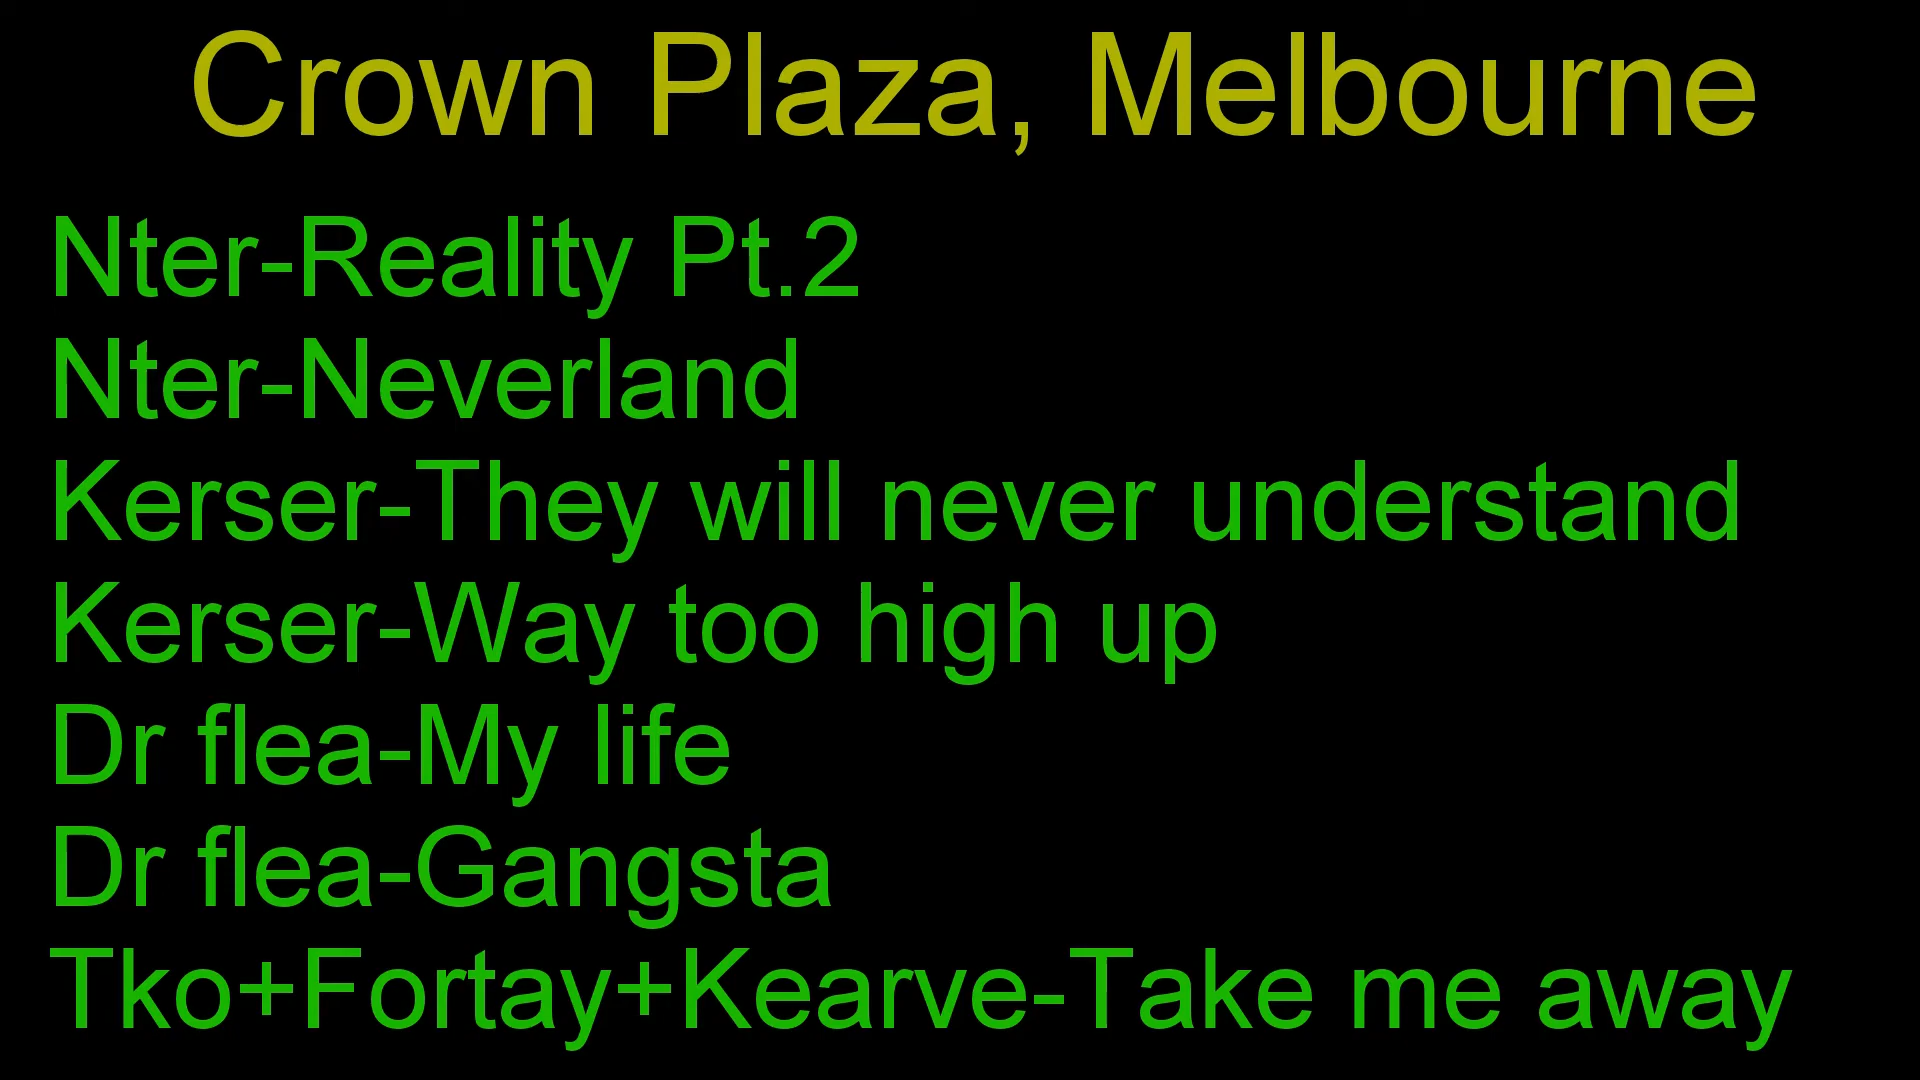 Crown Plaza, Melbourne
Nter-Reality Pt.2
Nter-Neverland
Kerser-They will never understand
Kerser-Way too high up
Dr flea-My life
Dr flea-Gangsta
Tko+Fortay+Kearve-Take me away